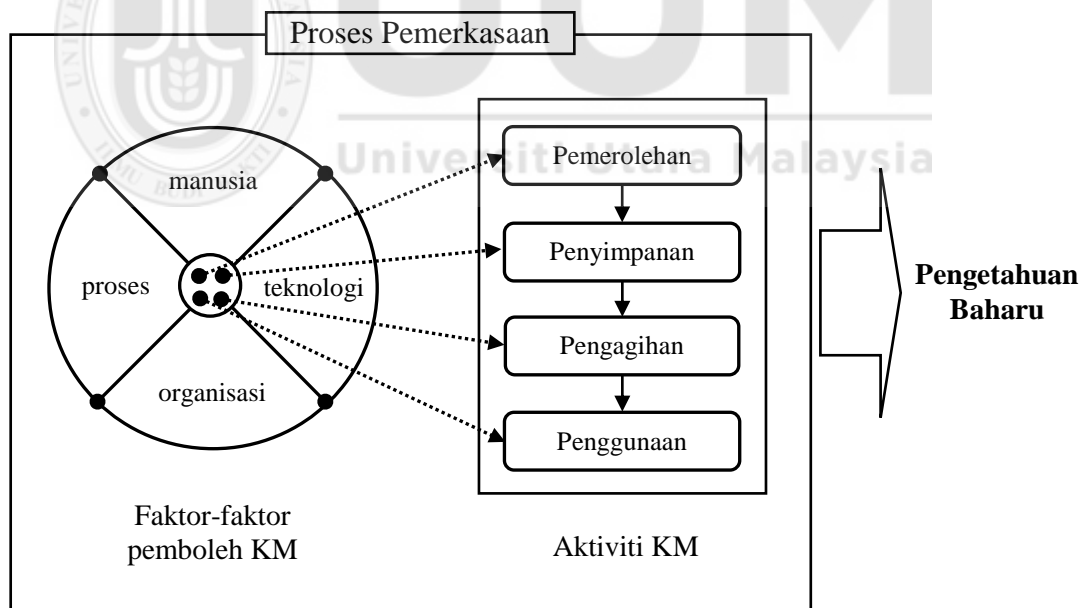 Proses Pemerkasaan
manusia
proses
teknologi
organisasi
Faktor-faktor
pemboleh KM
Pemerolehan
Penyimpanan
Pengagihan
Penggunaan
Aktiviti KM
Pengetahuan
Baharu
UUM
Universiti Utara Malaysia